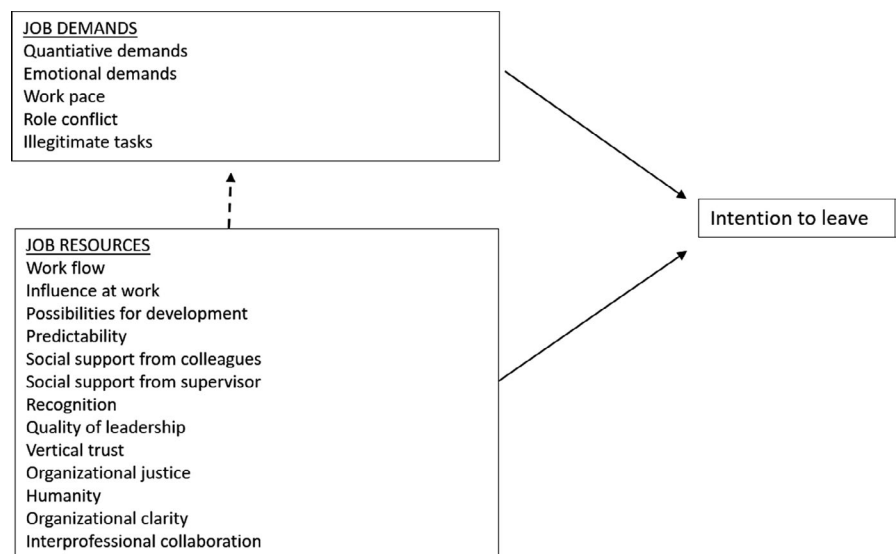 JOB DEMANDS
Quantiative demands
Emotional demands
Work pace
Role conflict
Illegitimate tasks
Intention to leave
JOB RESOURCES
Work flow
Influence at work
Possibilities for development
Predictability
Social support from colleagues
Social support from supervisor
Recognition
Quality of leadership
Vertical trust
Organizational justice
Humanity
Organizational clarity
Interprofessional collaboration